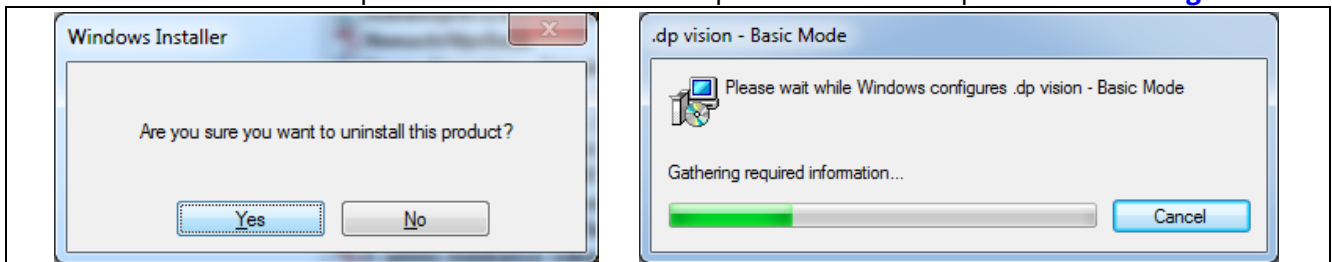 Windows Installer
Are you sure you want to uninstall this product?
Yes
No
.dp vision - Basic Mode
Please wait while Windows configures .dp vision - Basic Mode
Gathering required information...
Cancel